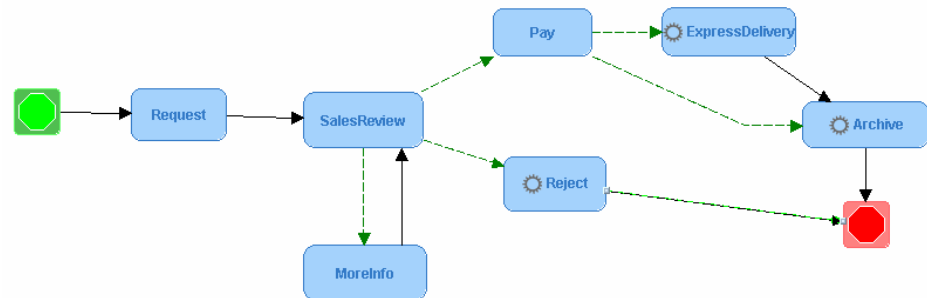 Pay
ExpressDelivery
Request
SalesReview
Archive
Reject
MoreInfo